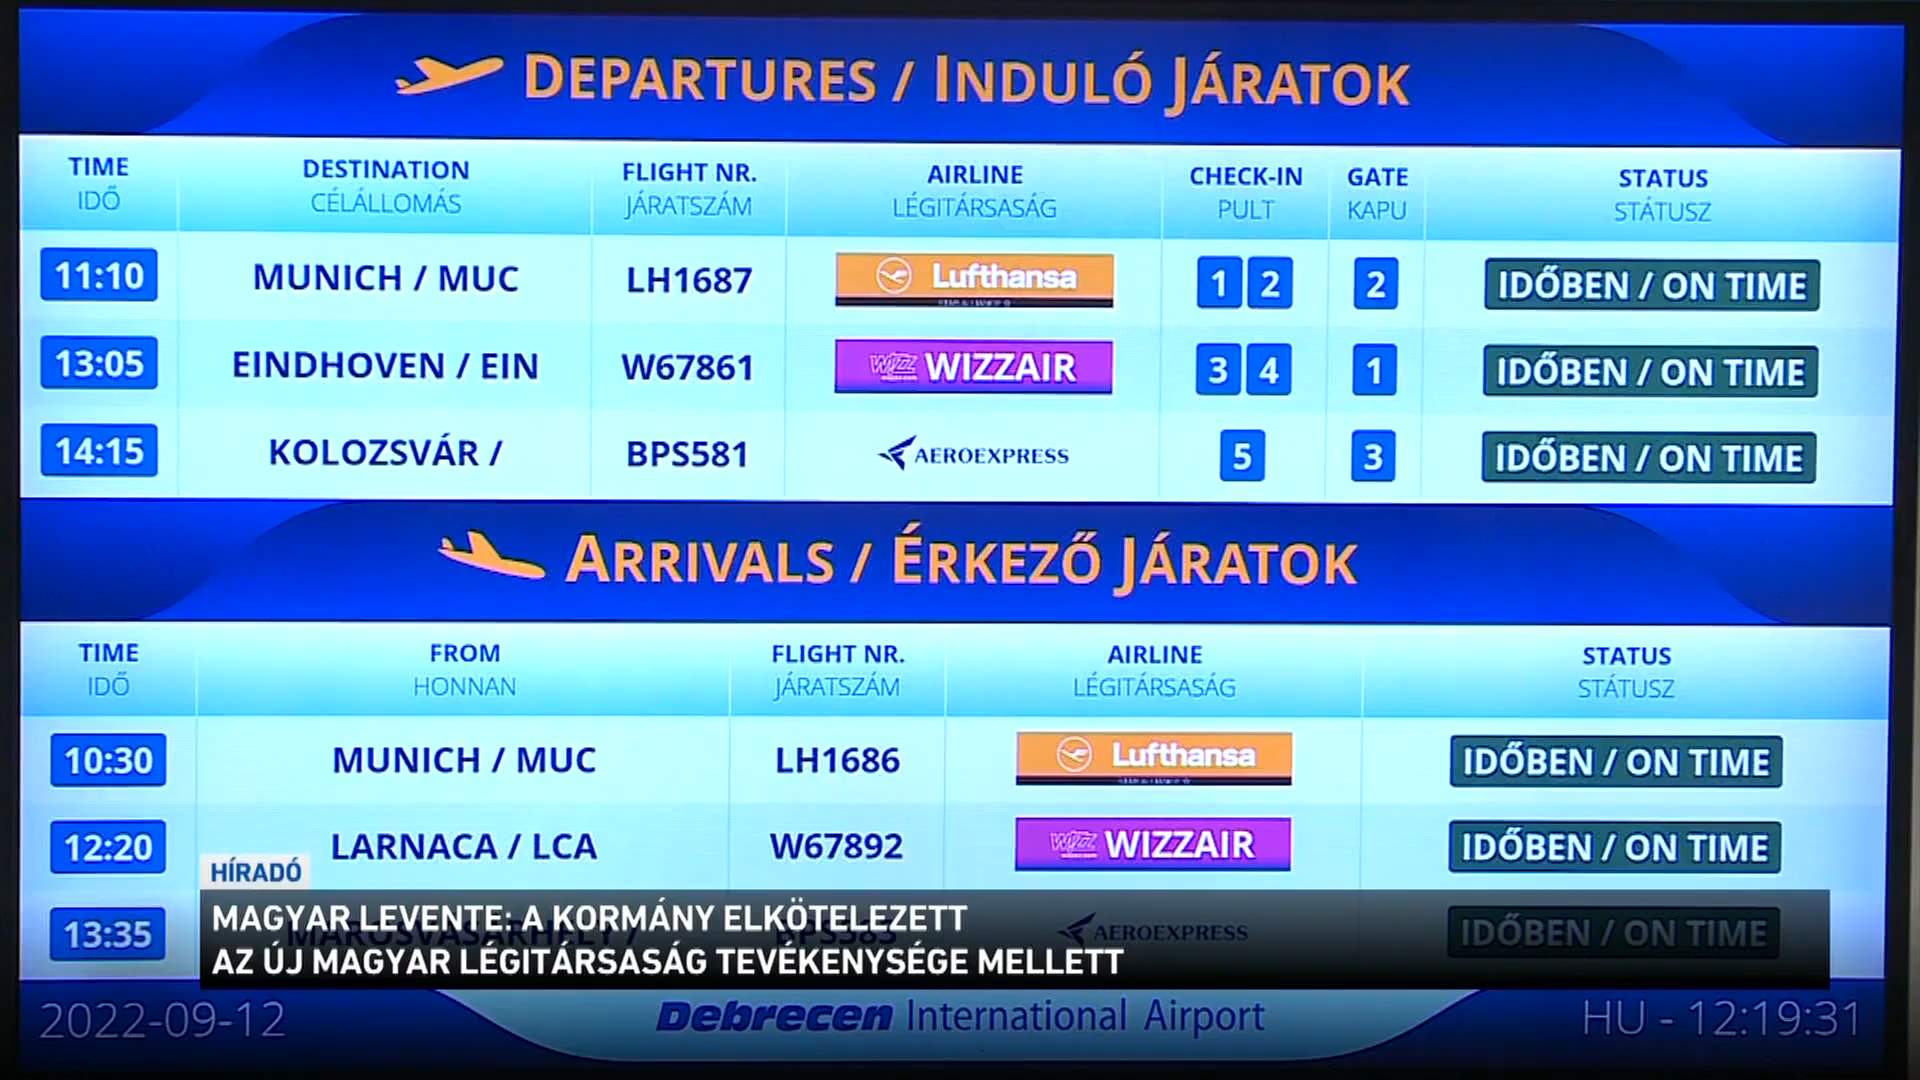 DEPARTURES / INDULÓ JÁRATOK
TIME DESTINATION FLIGHT NR. AIRLINE CHECK-IN GATE STATUS
IDŐ CÉLÁLLOMÁS JÁRATSZÁM LÉGITÁRSASÁG PULT KAPU STÁTUSZ
11:10 MUNICH / MUC LH1687 Lufthansa 1 2 2 IDŐBEN / ON TIME
13:05 EINDHOVEN / EIN W67861 Wizz WIZZAIR 3 4 1 IDŐBEN / ON TIME
14:15 KOLOZSVÁR / BPS581 AEROEXPRESS 5 3 IDŐBEN / ON TIME
ARRIVALS / ÉRKEZŐ JÁRATOK
TIME FROM FLIGHT NR. AIRLINE STATUS
IDŐ HONNAN JÁRATSZÁM LÉGITÁRSASÁG STÁTUSZ
10:30 MUNICH / MUC LH1686 Lufthansa IDŐBEN / ON TIME
12:20 LARNACA / LCA W67892 Wizz WIZZAIR IDŐBEN / ON TIME
13:35 MAROSVÁSÁRHELY / BPS583 AEROEXPRESS IDŐBEN / ON TIME
HÍRADÓ
MAGYAR LEVENTE: A KORMÁNY ELKÖTELEZETT
AZ ÚJ MAGYAR LÉGITÁRSASÁG TEVÉKENYSÉGE MELLETT
2022-09-12 Debrecen International Airport HU - 12:19:31